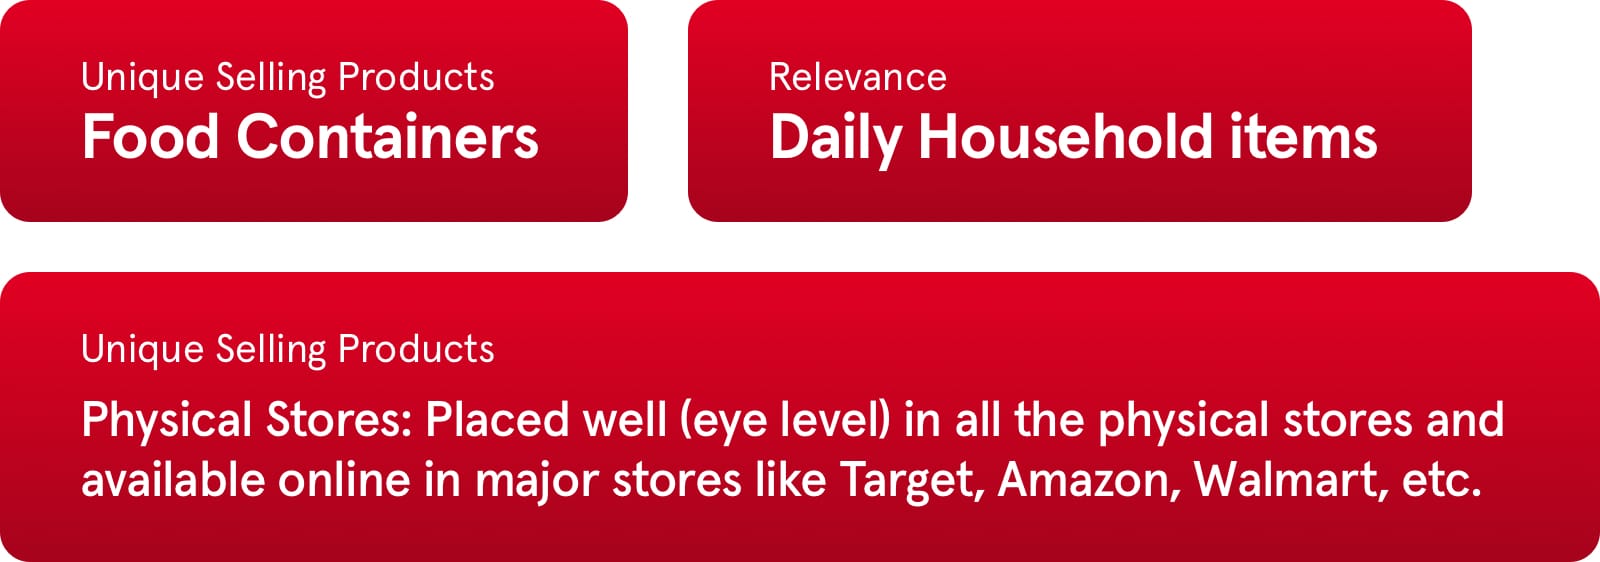 Unique Selling Products
Food Containers
Relevance
Daily Household items
Unique Selling Products
Physical Stores: Placed well (eye level) in all the physical stores and
available online in major stores like Target, Amazon, Walmart, etc.